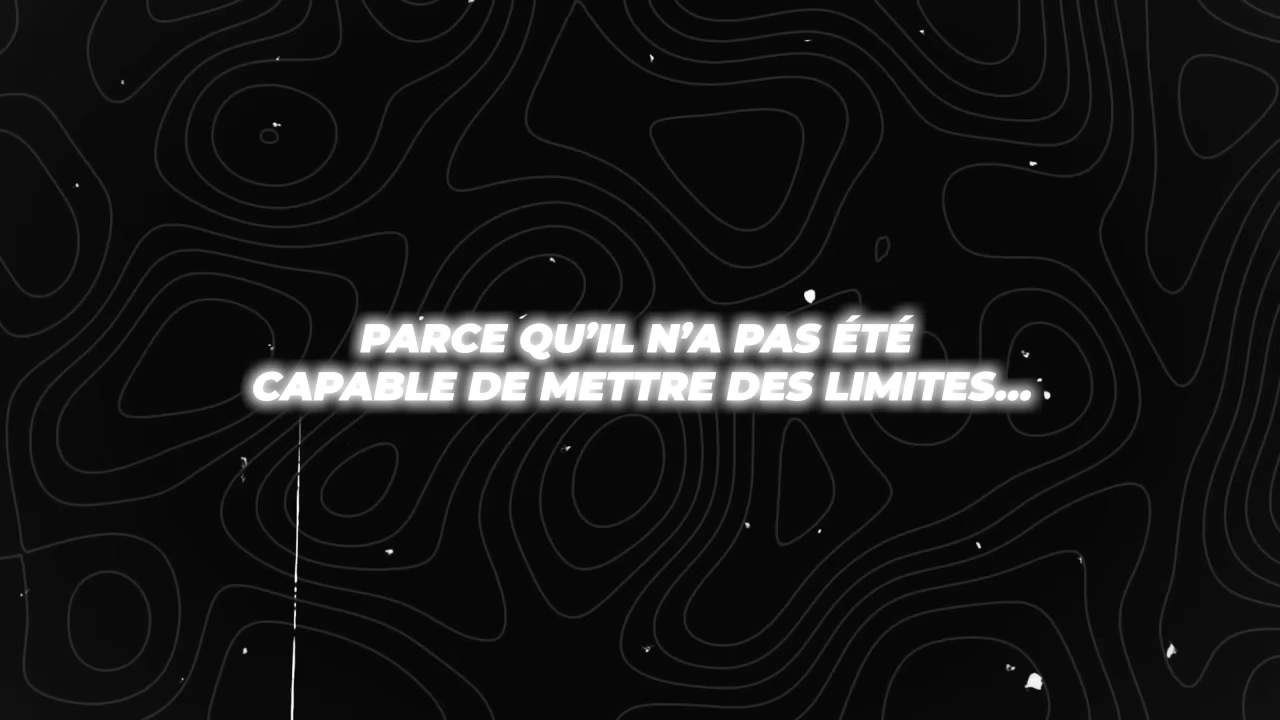 PARCE QU’IL N’A PAS ÉTÉ
CAPABLE DE METTRE DES LIMITES...